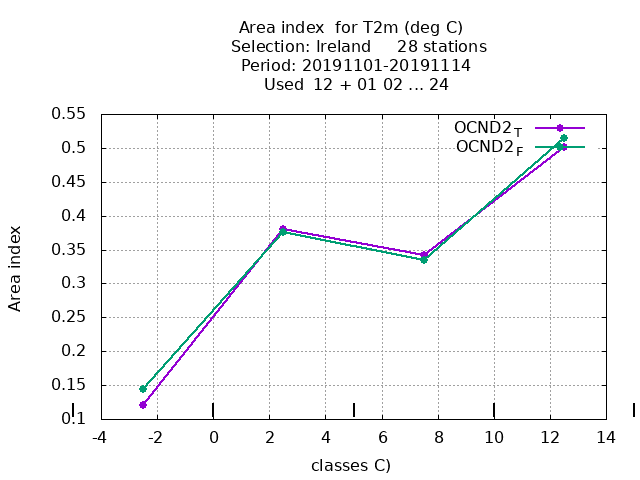 Area index for T2m (deg C)
Selection: Ireland 28 stations
Period: 20191101-20191114
Used 12 + 01 02 ... 24
OCND2T
OCND2F
0.55
0.5
0.45
0.4
0.35
0.3
0.25
0.2
0.15
0.1
Area index
-4 -2 0 2 4 6 8 10 12 14
classes C)